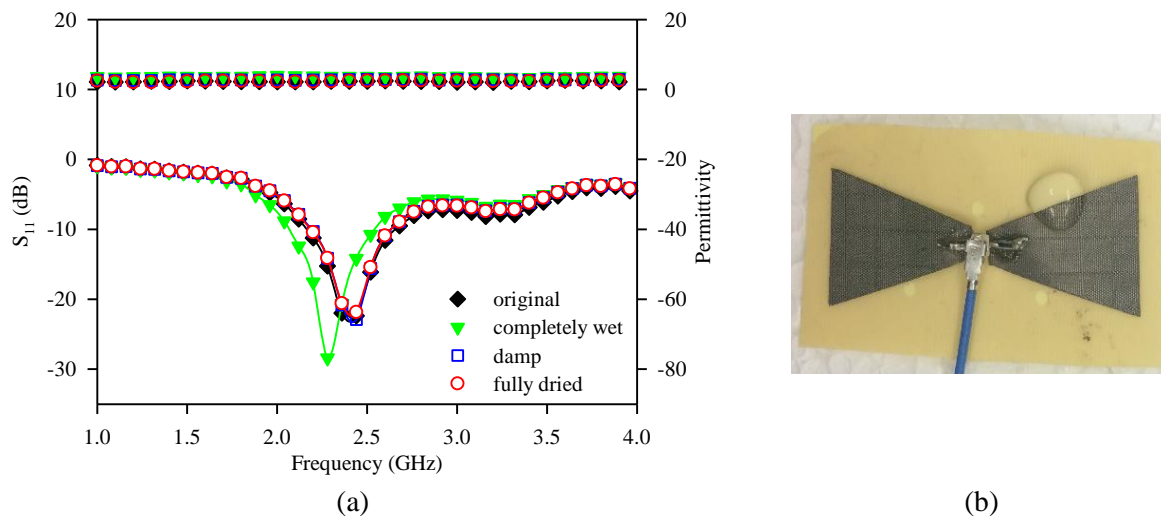 20
10
0
-10
-20
-30
S11 (dB)
20
0
-20
-40
-60
-80
Permittivity
original
completely wet
damp
fully dried
1.0 1.5 2.0 2.5 3.0 3.5 4.0
Frequency (GHz)
(a) (b)